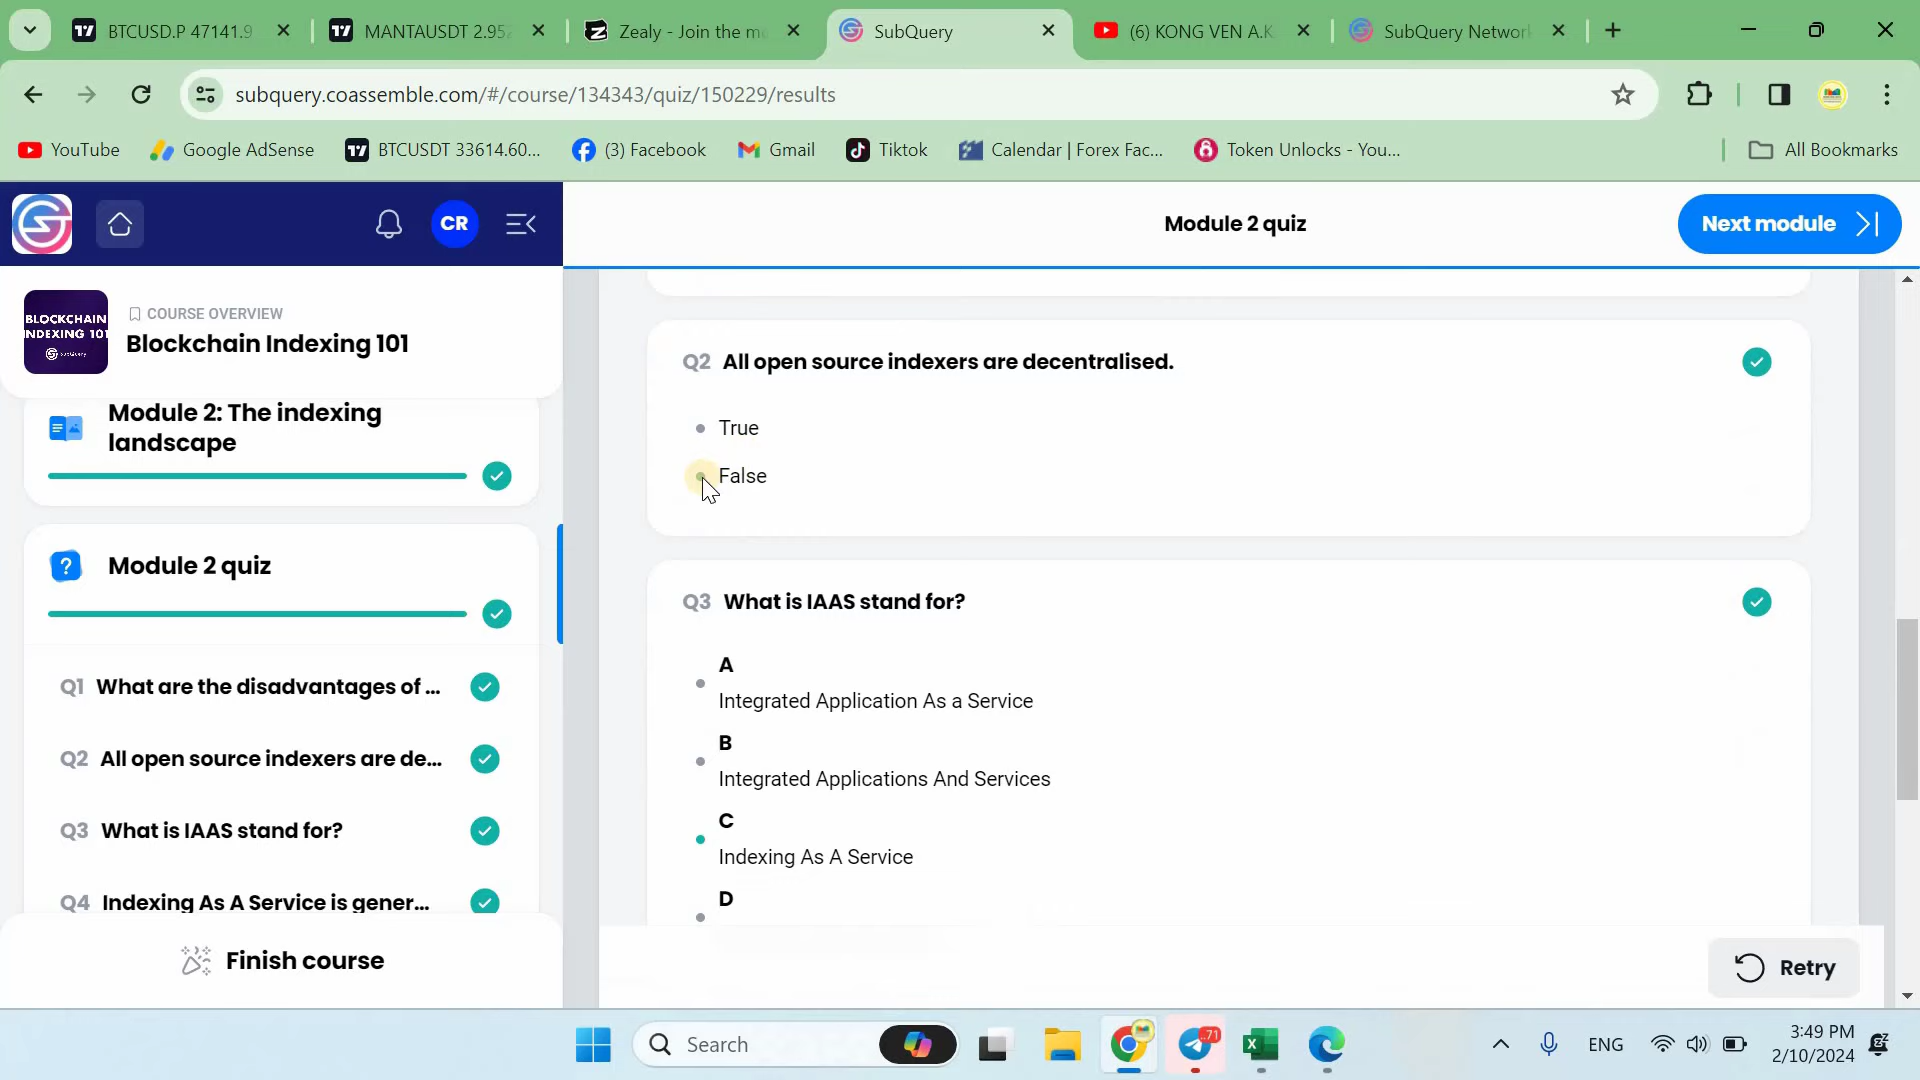 BTCUSD.P 47141.9
MANTAUSDT 2.952
Zealy - Join the m
SubQuery
(6) KONG VEN A.K
SubQuery Network
subquery.coassemble.com/#/course/134343/quiz/150229/results
YouTube
Google AdSense
BTCUSDT 33614.60...
(3) Facebook
Gmail
Tiktok
Calendar | Forex Fac...
Token Unlocks - You...
All Bookmarks
CR
Module 2 quiz
Next module
BLOCKCHAIN
INDEXING 101
SubQuery
COURSE OVERVIEW
Blockchain Indexing 101
Module 2: The indexing
landscape
Module 2 quiz
Q1 What are the disadvantages of ...
Q2 All open source indexers are de...
Q3 What is IAAS stand for?
Q4 Indexing As A Service is gener...
Finish course
Q2 All open source indexers are decentralised.
True
False
Q3 What is IAAS stand for?
A
Integrated Application As a Service
B
Integrated Applications And Services
C
Indexing As A Service
D
Retry
Search
..71
ENG
3:49 PM
2/10/2024